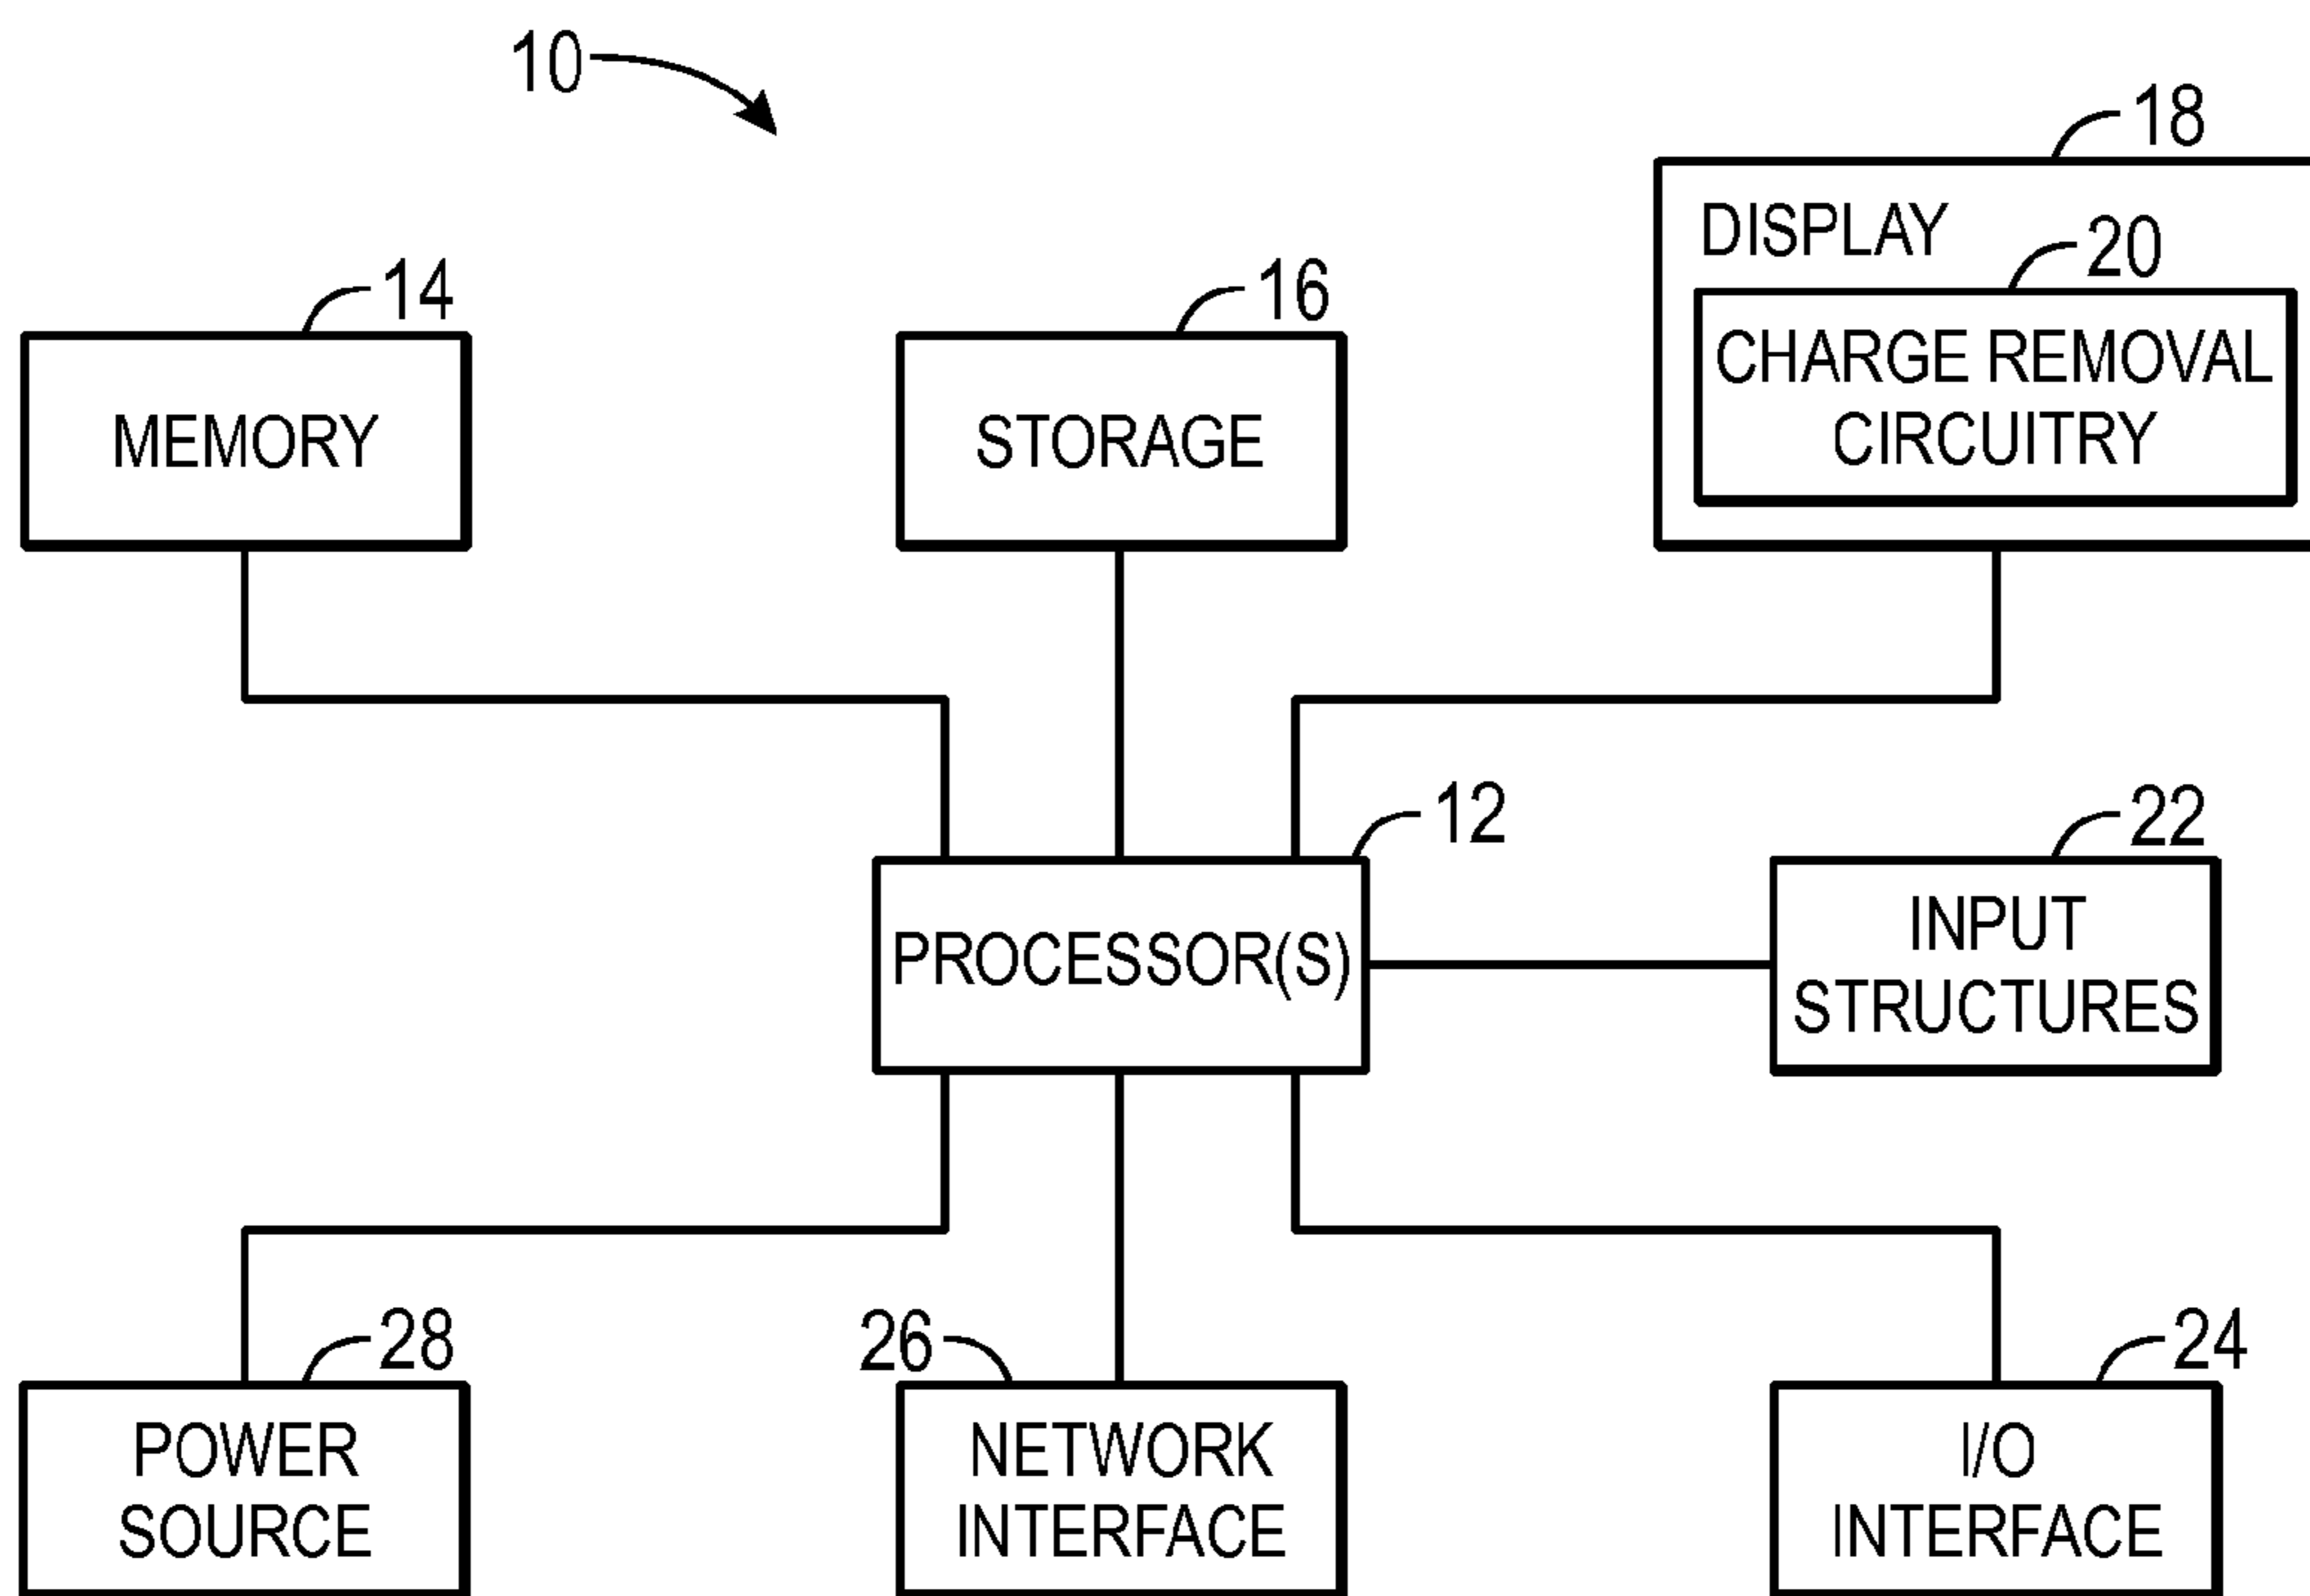 10
18
DISPLAY
20
14
16
CHARGE REMOVAL
CIRCUITRY
MEMORY
STORAGE
12
22
PROCESSOR(S)
INPUT
STRUCTURES
28
26
24
POWER
SOURCE
NETWORK
INTERFACE
I/O
INTERFACE